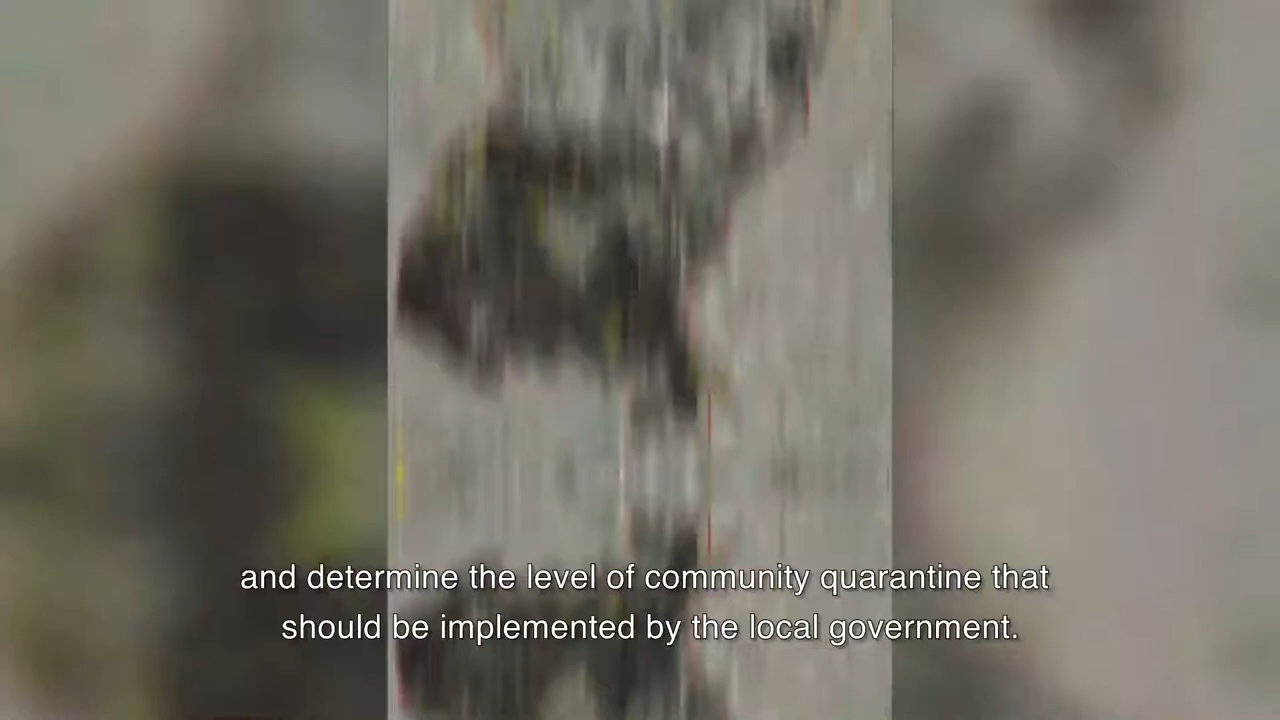 and determine the level of community quarantine that
should be implemented by the local government.